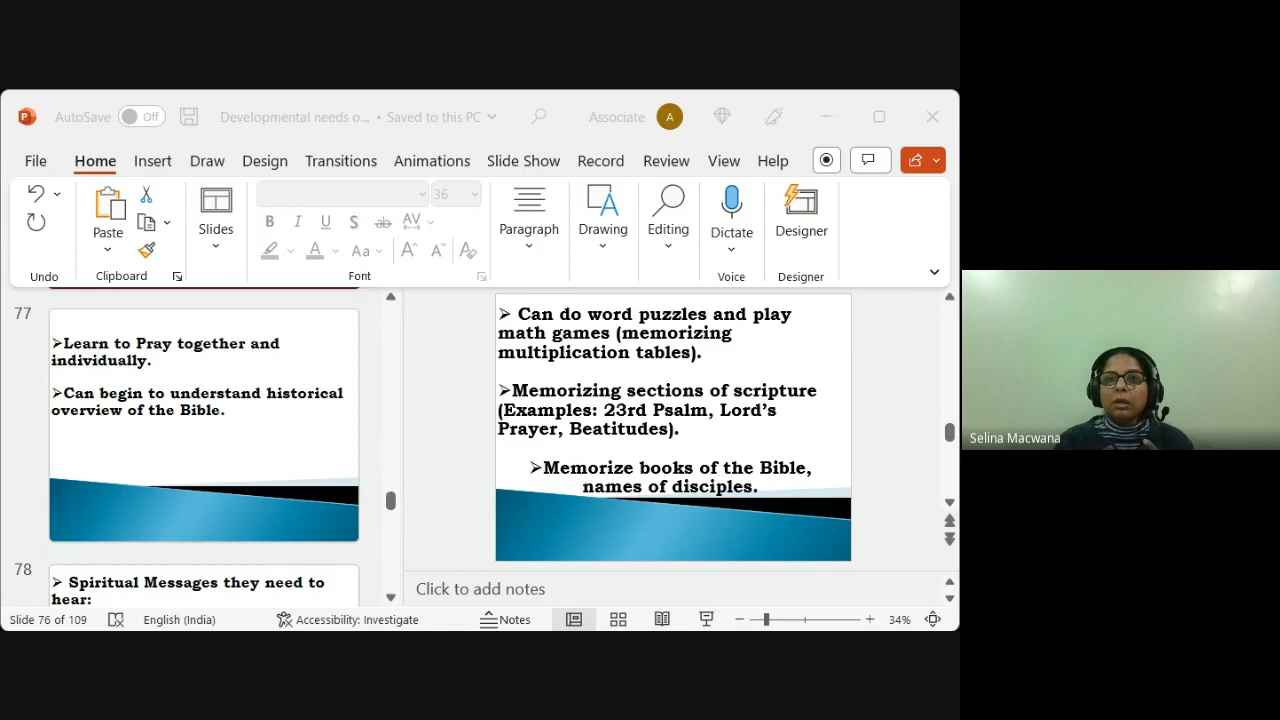 AutoSave
Off
Developmental needs o... • Saved to this PC
Associate
A
File
Home
Insert
Draw
Design
Transitions
Animations
Slide Show
Record
Review
View
Help
36
Paste
Slides
B I U S ab AV
A Aa A A A
Paragraph
Drawing
Editing
Dictate
Designer
Undo
Clipboard
Font
Voice
Designer
77
➢Learn to Pray together and
individually.
➢Can begin to understand historical
overview of the Bible.
78
➢ Spiritual Messages they need to
hear:
➢ Can do word puzzles and play
math games (memorizing
multiplication tables).
➢Memorizing sections of scripture
(Examples: 23rd Psalm, Lord’s
Prayer, Beatitudes).
➢Memorize books of the Bible,
names of disciples.
Click to add notes
Slide 76 of 109
English (India)
Accessibility: Investigate
Notes
34%
Selina Macwana